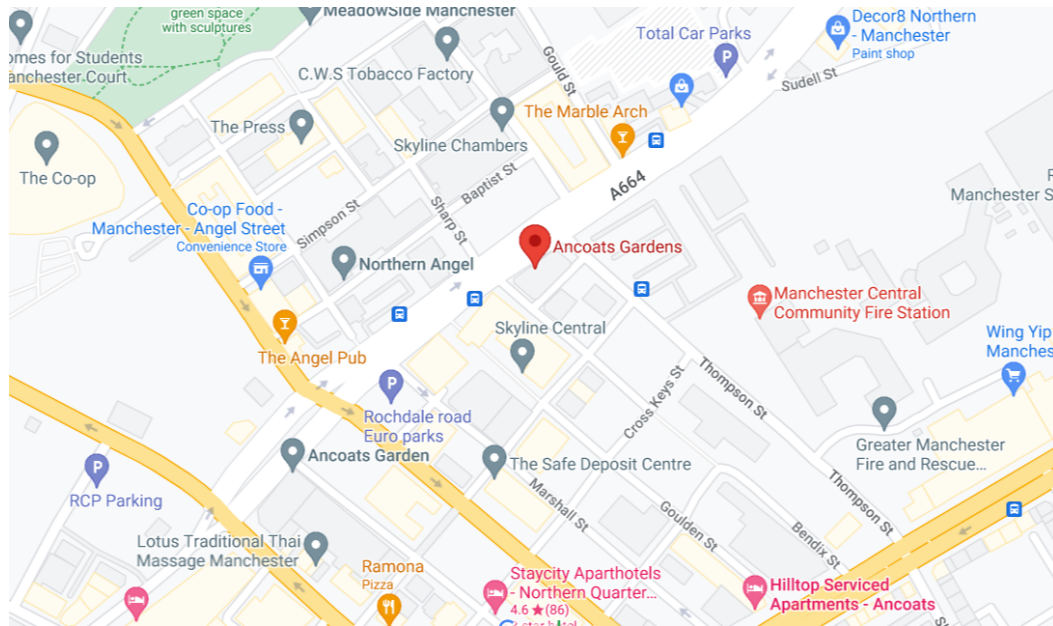 green space
with sculptures
MeadowSide Manchester
Decor8 Northern
- Manchester
Paint shop
Total Car Parks
omes for Students
anchester Court
C.W.S Tobacco Factory
Gould St
Sudell St
The Marble Arch
The Press
Skyline Chambers
The Co-op
A664
Baptist St
Sharp St
Simpson St
Manchester S
Co-op Food -
Manchester - Angel Street
Convenience Store
Ancoats Gardens
Northern Angel
Manchester Central
Community Fire Station
Skyline Central
Wing Yip
Manches
The Angel Pub
P
Rochdale road
Euro parks
Cross Keys St
Thompson St
Greater Manchester
Fire and Rescue...
Ancoats Garden
The Safe Deposit Centre
P
RCP Parking
Marshall St
Goulden St
Bendix St
Thompson St
Lotus Traditional Thai
Massage Manchester
Ramona
Pizza
Staycity Aparthotels
- Northern Quarter...
4.6 ★ (86)
Hilltop Serviced
Apartments - Ancoats